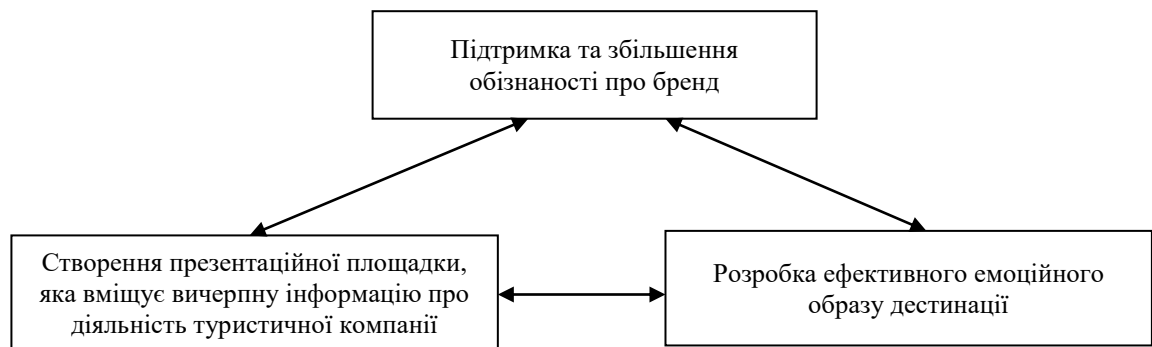 Підтримка та збільшення
обізнаності про бренд
Створення презентаційної площадки,
яка вміщує вичерпну інформацію про
діяльність туристичної компанії
Розробка ефективного емоційного
образу дестинації